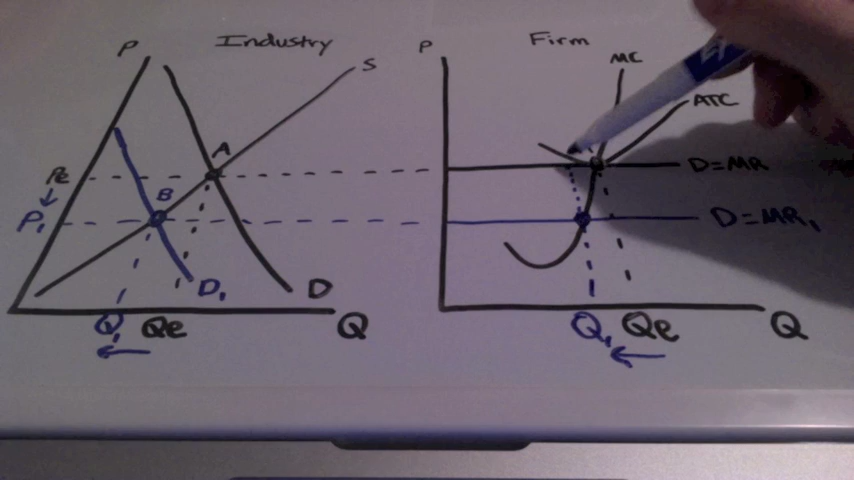 Industry
P
S
A
Pe
B
P1
D1
D
Q1 Qe
Q
Firm
P
MC
ATC
D=MR
D=MR1
Q1 Qe
Q